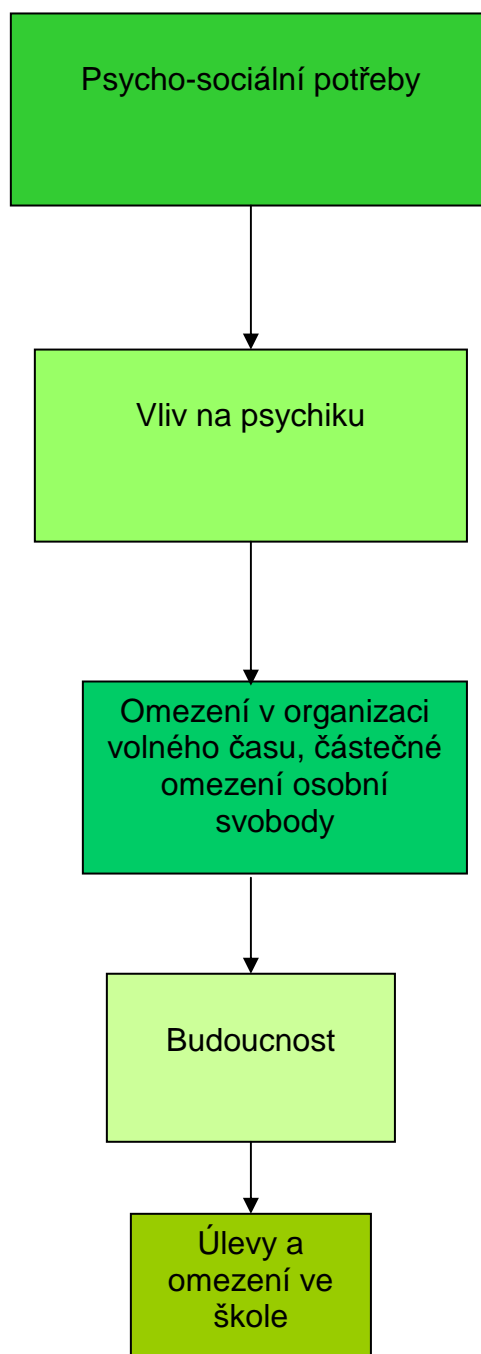 Psycho-sociální potřeby
Vliv na psychiku
Omezení v organizaci
volného času, částečné
omezení osobní
svobody
Budoucnost
Úlevy a
omezení ve
škole